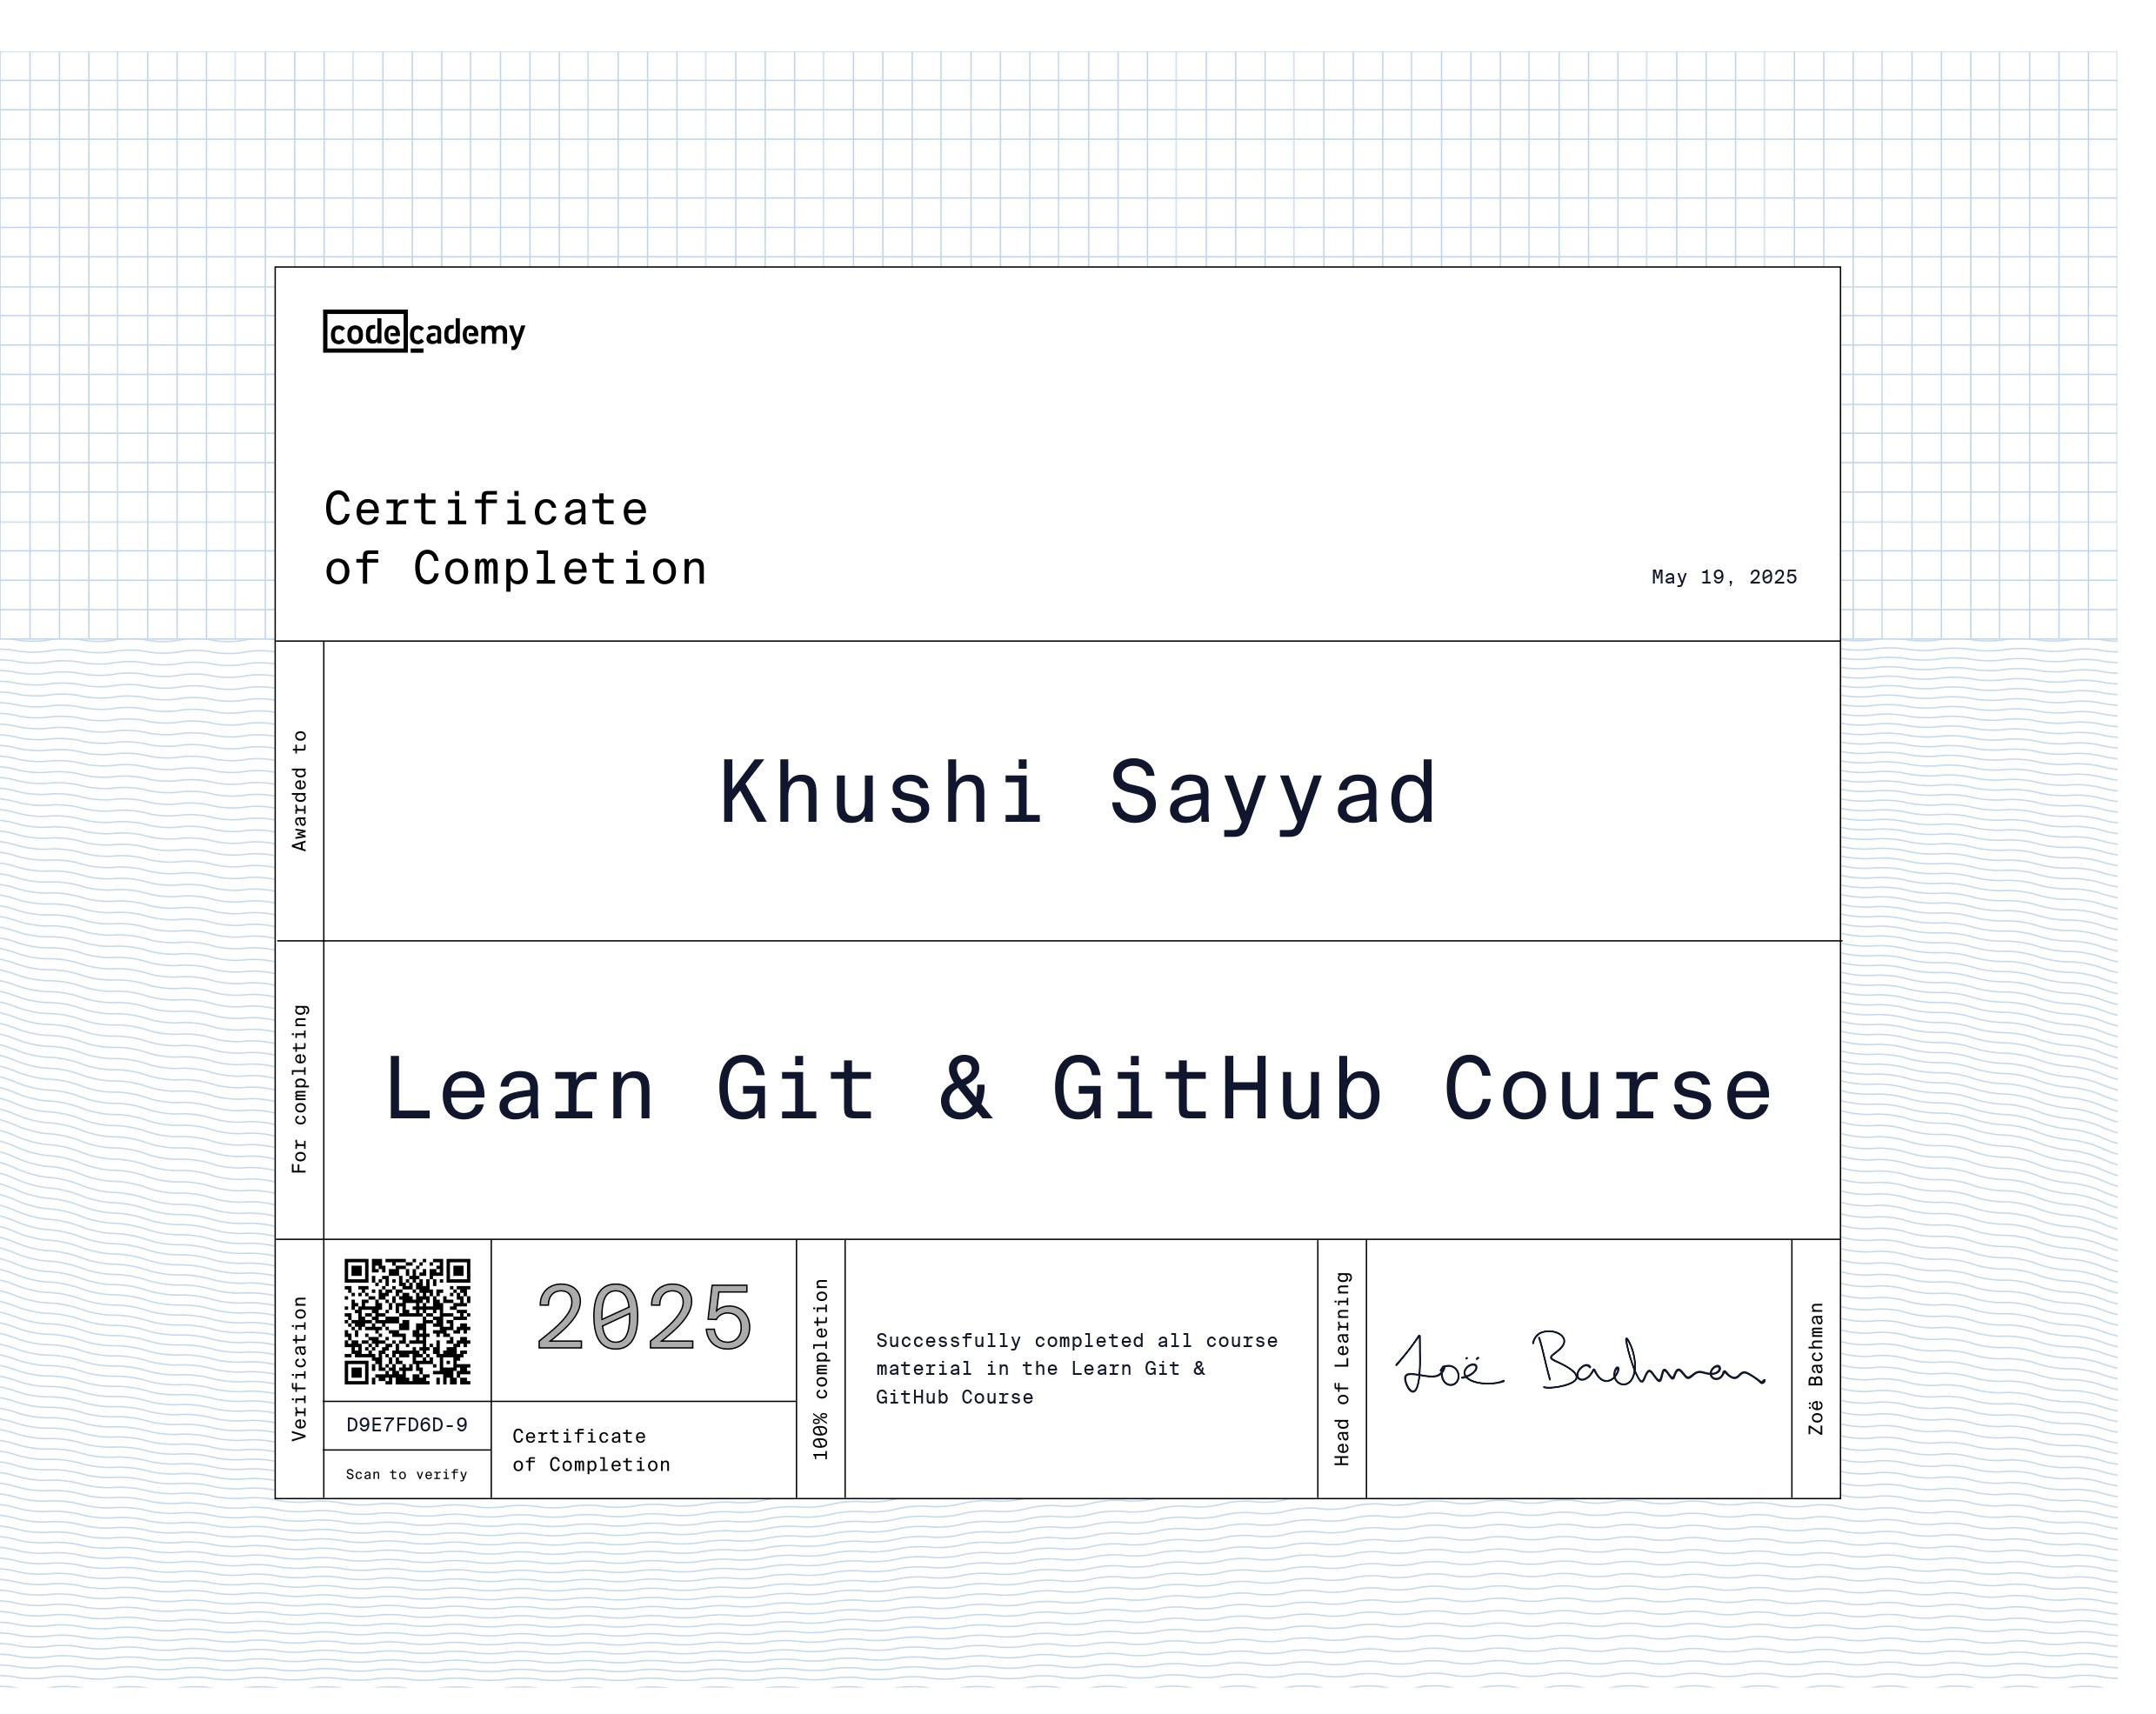 codecademy
Certificate
of Completion
May 19, 2025
Awarded to
Khushi Sayyad
For completing
Learn Git & GitHub Course
Verification
D9E7FD6D-9
Scan to verify
2025
Certificate
of Completion
100% completion
Successfully completed all course
material in the Learn Git &
GitHub Course
Head of Learning
Zoë Bachman
Zoë Bachman